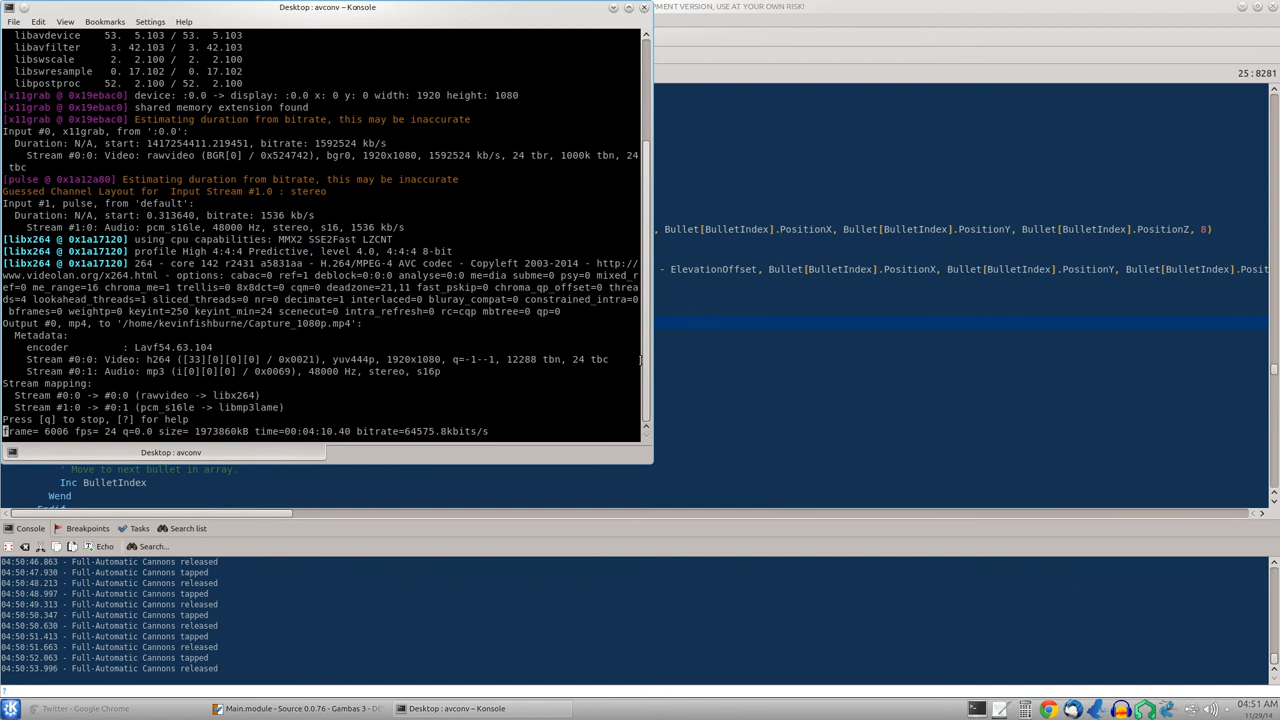 Desktop : avconv – Konsole
PMENT VERSION, USE AT YOUR OWN RISK!
File Edit View Bookmarks Settings Help
libavdevice 53. 5.103 / 53. 5.103
libavfilter 3. 42.103 / 3. 42.103
libswscale 2. 2.100 / 2. 2.100
libswresample 0. 17.102 / 0. 17.102
libpostproc 52. 2.100 / 52. 2.100
[x11grab @ 0x19ebac0] device: :0.0 -> display: :0.0 x: 0 y: 0 width: 1920 height: 1080
[x11grab @ 0x19ebac0] shared memory extension found
[x11grab @ 0x19ebac0] Estimating duration from bitrate, this may be inaccurate
Input #0, x11grab, from ':0.0':
Duration: N/A, start: 1417254411.219451, bitrate: 1592524 kb/s
Stream #0:0: Video: rawvideo (BGR[0] / 0x524742), bgr0, 1920x1080, 1592524 kb/s, 24 tbr, 1000k tbn, 24
tbc
[pulse @ 0x1a12a80] Estimating duration from bitrate, this may be inaccurate
Guessed Channel Layout for Input Stream #1.0 : stereo
Input #1, pulse, from 'default':
Duration: N/A, start: 0.313640, bitrate: 1536 kb/s
Stream #1:0: Audio: pcm_s16le, 48000 Hz, stereo, s16, 1536 kb/s
[libx264 @ 0x1a17120] using cpu capabilities: MMX2 SSE2Fast LZCNT
[libx264 @ 0x1a17120] profile High 4:4:4 Predictive, level 4.0, 4:4:4 8-bit
[libx264 @ 0x1a17120] 264 - core 142 r2431 a5831aa - H.264/MPEG-4 AVC codec - Copyleft 2003-2014 - http://
www.videolan.org/x264.html - options: cabac=0 ref=1 deblock=0:0:0 analyse=0:0 me=dia subme=0 psy=0 mixed_r
ef=0 me_range=16 chroma_me=1 trellis=0 8x8dct=0 cqm=0 deadzone=21,11 fast_pskip=0 chroma_qp_offset=0 threa
ds=4 lookahead_threads=1 sliced_threads=0 nr=0 decimate=1 interlaced=0 bluray_compat=0 constrained_intra=0
bframes=0 weightp=0 keyint=250 keyint_min=24 scenecut=0 intra_refresh=0 rc=cqp mbtree=0 qp=0
Output #0, mp4, to '/home/kevinfishburne/Capture_1080p.mp4':
Metadata:
encoder : Lavf54.63.104
Stream #0:0: Video: h264 ([33][0][0][0] / 0x0021), yuv444p, 1920x1080, q=-1--1, 12288 tbn, 24 tbc
Stream #0:1: Audio: mp3 (i[0][0][0] / 0x0069), 48000 Hz, stereo, s16p
Stream mapping:
Stream #0:0 -> #0:0 (rawvideo -> libx264)
Stream #1:0 -> #0:1 (pcm_s16le -> libmp3lame)
Press [q] to stop, [?] for help
frame= 6006 fps= 24 q=0.0 size= 1973860kB time=00:04:10.40 bitrate=64575.8kbits/s
Desktop : avconv
25 : 8281
, Bullet[BulletIndex].PositionX, Bullet[BulletIndex].PositionY, Bullet[BulletIndex].PositionZ, 8)
- ElevationOffset, Bullet[BulletIndex].PositionX, Bullet[BulletIndex].PositionY, Bullet[BulletIndex].Posit
' Move to next bullet in array.
Inc BulletIndex
Wend
Endif
Console Breakpoints Tasks Search list
Echo Search...
04:50:46.863 - Full-Automatic Cannons released
04:50:47.930 - Full-Automatic Cannons tapped
04:50:48.213 - Full-Automatic Cannons released
04:50:48.997 - Full-Automatic Cannons tapped
04:50:49.313 - Full-Automatic Cannons released
04:50:50.347 - Full-Automatic Cannons tapped
04:50:50.630 - Full-Automatic Cannons released
04:50:51.413 - Full-Automatic Cannons tapped
04:50:51.663 - Full-Automatic Cannons released
04:50:52.063 - Full-Automatic Cannons tapped
04:50:53.996 - Full-Automatic Cannons released
?
Twitter - Google Chrome
Main.module - Source 0.0.76 - Gambas 3 - DE
Desktop : avconv – Konsole
04:51 AM
11/29/14